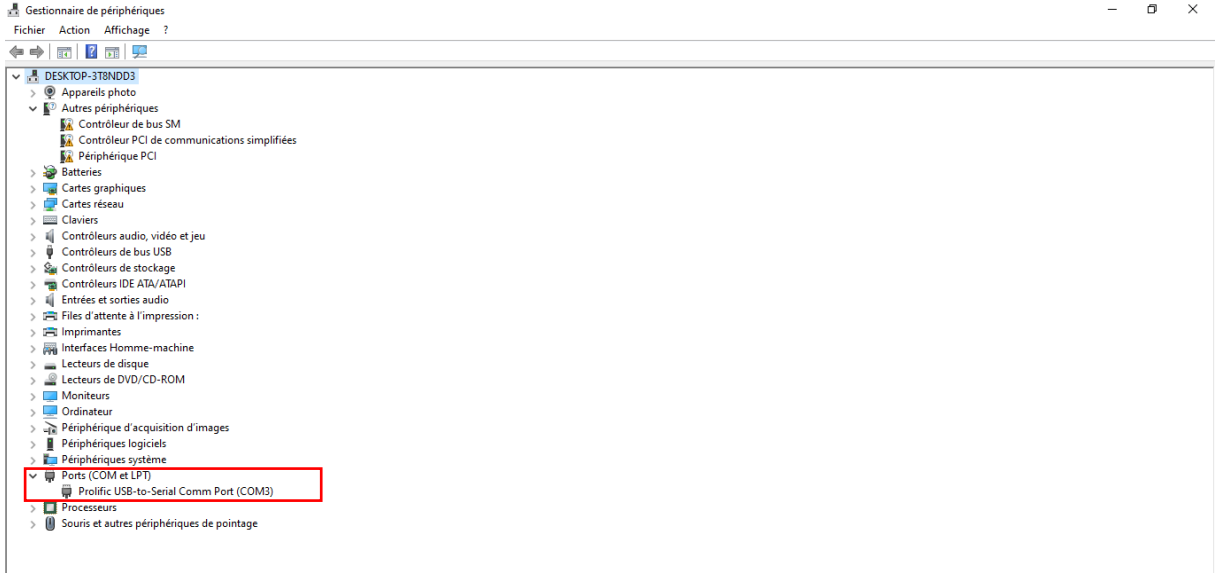 Gestionnaire de périphériques
Fichier Action Affichage ?
DESKTOP-3T8NDD3
Appareils photo
Autres périphériques
Contrôleur de bus SM
Contrôleur PCI de communications simplifiées
Périphérique PCI
Batteries
Cartes graphiques
Cartes réseau
Claviers
Contrôleurs audio, vidéo et jeu
Contrôleurs de bus USB
Contrôleurs de stockage
Contrôleurs IDE ATA/ATAPI
Entrées et sorties audio
Files d'attente à l'impression :
Imprimantes
Interfaces Homme-machine
Lecteurs de disque
Lecteurs de DVD/CD-ROM
Moniteurs
Ordinateur
Périphérique d'acquisition d'images
Périphériques logiciels
Périphériques système
Ports (COM et LPT)
Prolific USB-to-Serial Comm Port (COM3)
Processeurs
Souris et autres périphériques de pointage